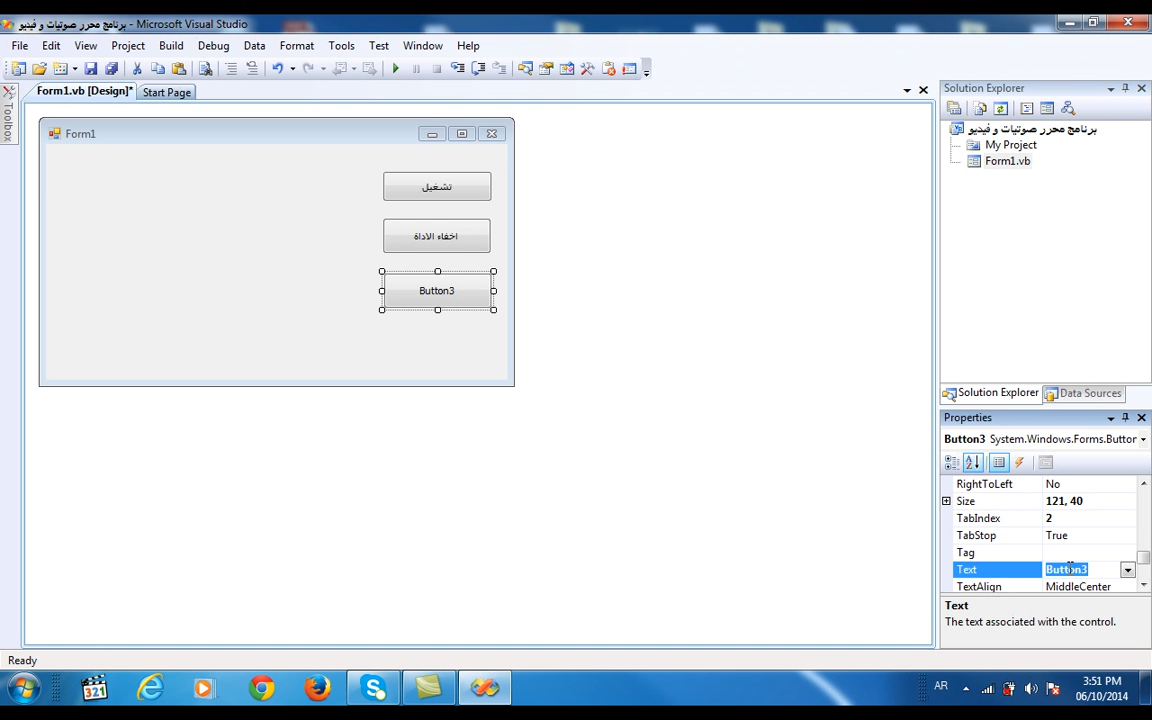 برنامج محرر صوتيات و فيديو - Microsoft Visual Studio
File Edit View Project Build Debug Data Format Tools Test Window Help
Form1.vb [Design]* Start Page
Toolbox
Form1
تشغيل
اخفاء الاداة
Button3
Solution Explorer
برنامج محرر صوتيات و فيديو
My Project
Form1.vb
Solution Explorer Data Sources
Properties
Button3 System.Windows.Forms.Button
RightToLeft No
Size 121, 40
TabIndex 2
TabStop True
Tag
Text Button3
TextAlign MiddleCenter
Text
The text associated with the control.
Ready
321
AR 3:51 PM
06/10/2014